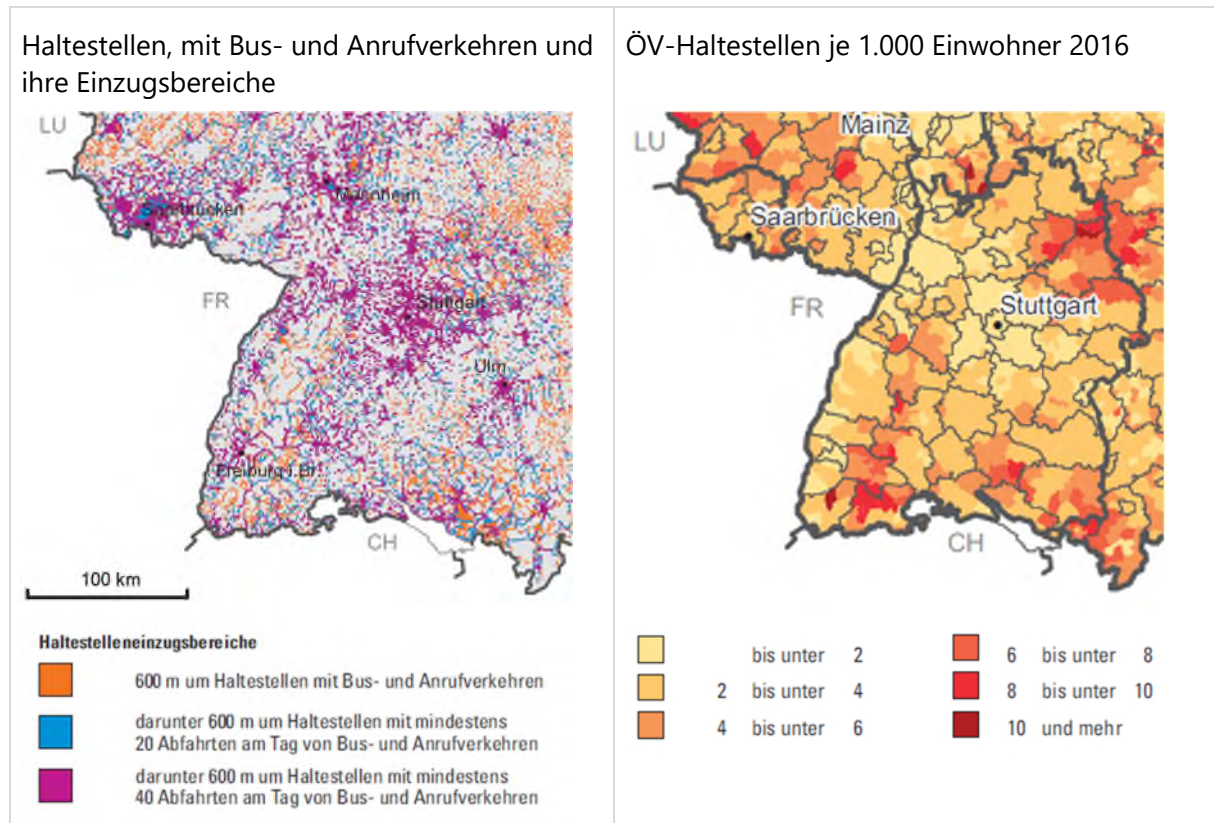 Haltestellen, mit Bus- und Anrufverkehren und
ihre Einzugsbereiche
LU
Saarbrücken
Mannheim
FR
Stuttgart
Ulm
Freiburg i.Br.
CH
100 km
Haltestelleneinzugsbereiche
600 m um Haltestellen mit Bus- und Anrufverkehren
darunter 600 m um Haltestellen mit mindestens
20 Abfahrten am Tag von Bus- und Anrufverkehren
darunter 600 m um Haltestellen mit mindestens
40 Abfahrten am Tag von Bus- und Anrufverkehren
ÖV-Haltestellen je 1.000 Einwohner 2016
Mainz
LU
Saarbrücken
FR
Stuttgart
CH
bis unter 2
2 bis unter 4
4 bis unter 6
6 bis unter 8
8 bis unter 10
10 und mehr